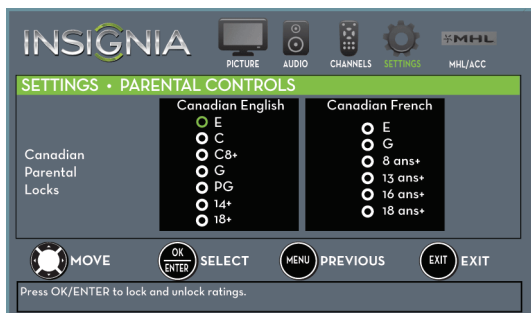 INSIGNIA
PICTURE AUDIO CHANNELS SETTINGS MHL MHL/ACC
SETTINGS • PARENTAL CONTROLS
Canadian English
E
C
C8+
G
PG
14+
18+
Canadian French
E
G
8 ans+
13 ans+
16 ans+
18 ans+
Canadian
Parental
Locks
MOVE OK/ENTER SELECT MENU PREVIOUS EXIT EXIT
Press OK/ENTER to lock and unlock ratings.